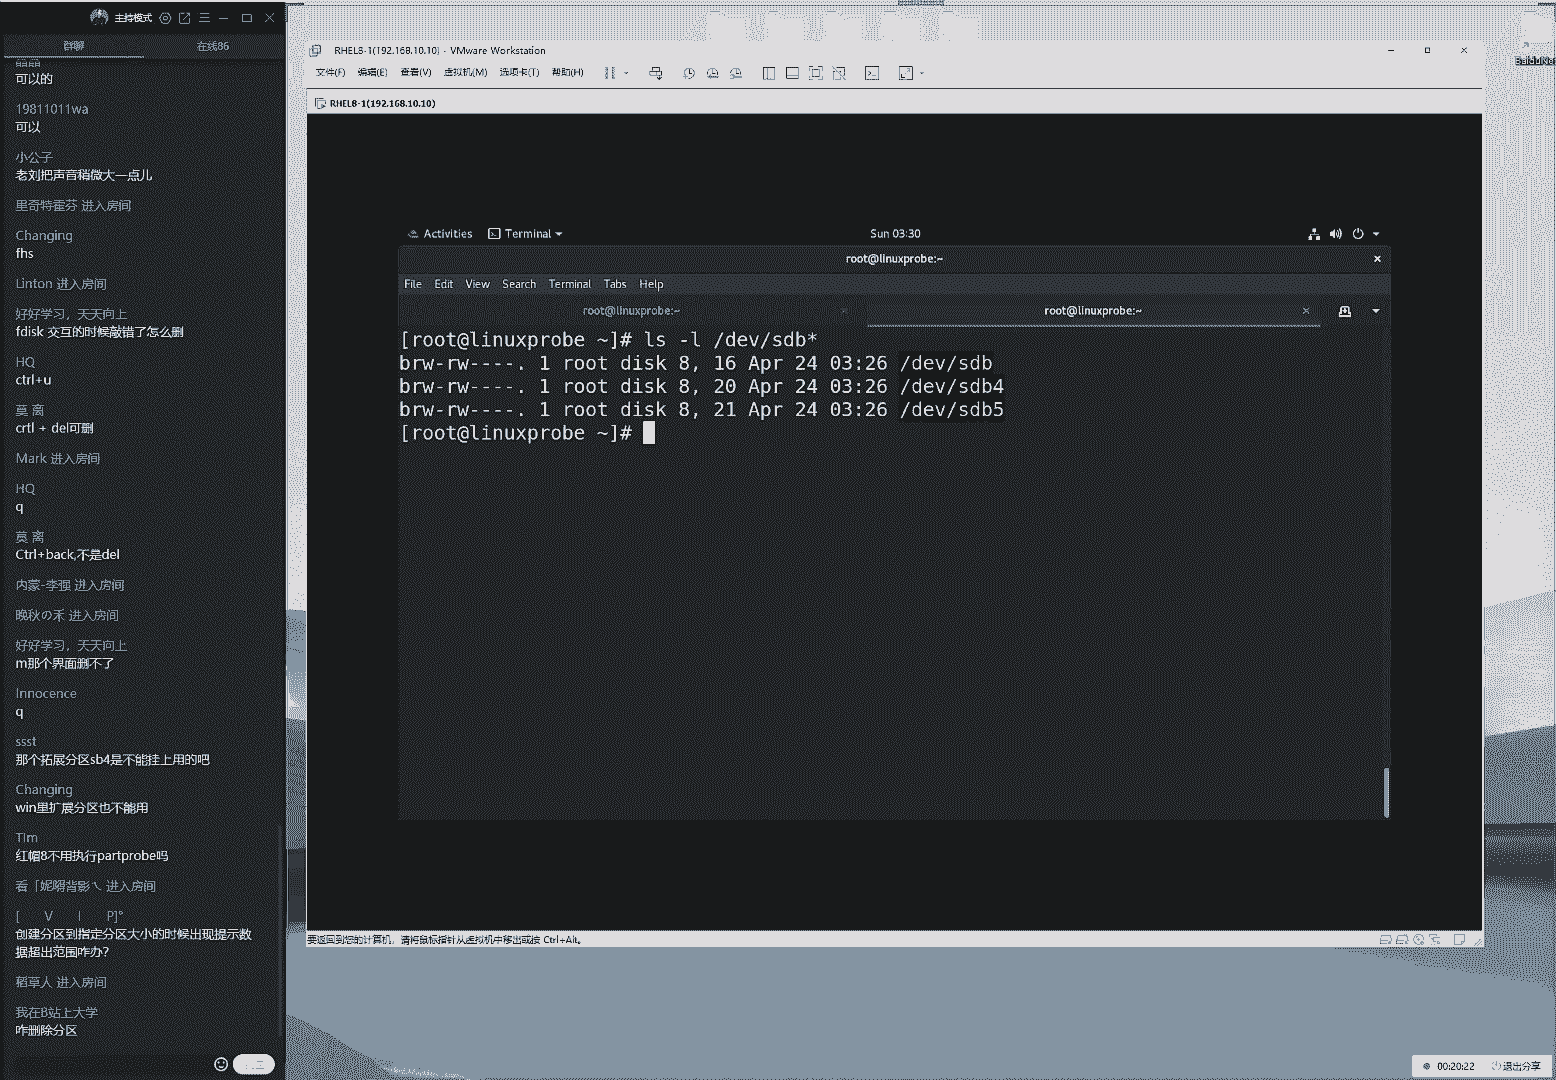 主持模式
群聊
在线86
可以的
19811011wa
可以
小公子
老刘把声音稍微大一点儿
里奇特霍芬 进入房间
Changing
fhs
Linton 进入房间
好好学习，天天向上
fdisk 交互的时候敲错了怎么删
HQ
ctrl+u
莫 离
crtl + del可删
Mark 进入房间
HQ
q
莫 离
Ctrl+back,不是del
内蒙-李强 进入房间
晚秋の禾 进入房间
好好学习，天天向上
m那个界面删不了
Innocence
q
ssst
那个拓展分区sb4是不能挂上用的吧
Changing
win里扩展分区也不能用
Tim
红帽8不用执行partprobe吗
[ V I P]°
创建分区到指定分区大小的时候出现提示数
据超出范围咋办？
稻草人 进入房间
我在B站上大学
咋删除分区
RHEL8-1(192.168.10.10) - VMware Workstation
文件(F) 编辑(E) 查看(V) 虚拟机(M) 选项卡(T) 帮助(H)
RHEL8-1(192.168.10.10)
Activities Terminal Sun 03:30
root@linuxprobe:~
File Edit View Search Terminal Tabs Help
root@linuxprobe:~ root@linuxprobe:~
[root@linuxprobe ~]# ls -l /dev/sdb*
brw-rw----. 1 root disk 8, 16 Apr 24 03:26 /dev/sdb
brw-rw----. 1 root disk 8, 20 Apr 24 03:26 /dev/sdb4
brw-rw----. 1 root disk 8, 21 Apr 24 03:26 /dev/sdb5
[root@linuxprobe ~]#
要返回到您的计算机，请将鼠标指针从虚拟机中移出或按 Ctrl+Alt。
BaiduNe
00:20:22 退出分享